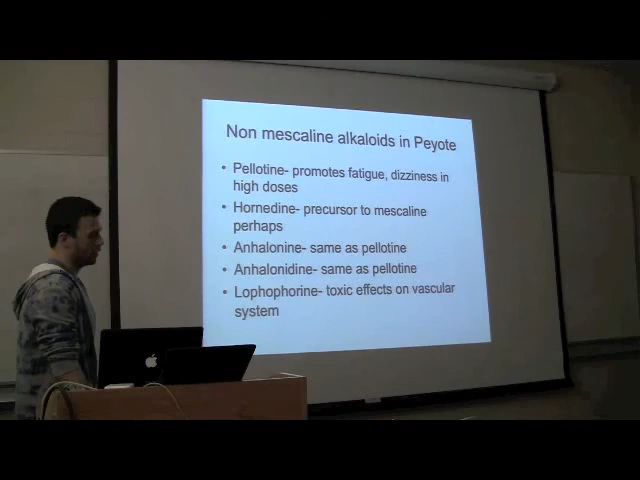 Non mescaline alkaloids in Peyote
• Pellotine- promotes fatigue, dizziness in
high doses
• Hornedine- precursor to mescaline
perhaps
• Anhalonine- same as pellotine
• Anhalonidine- same as pellotine
• Lophophorine- toxic effects on vascular
system